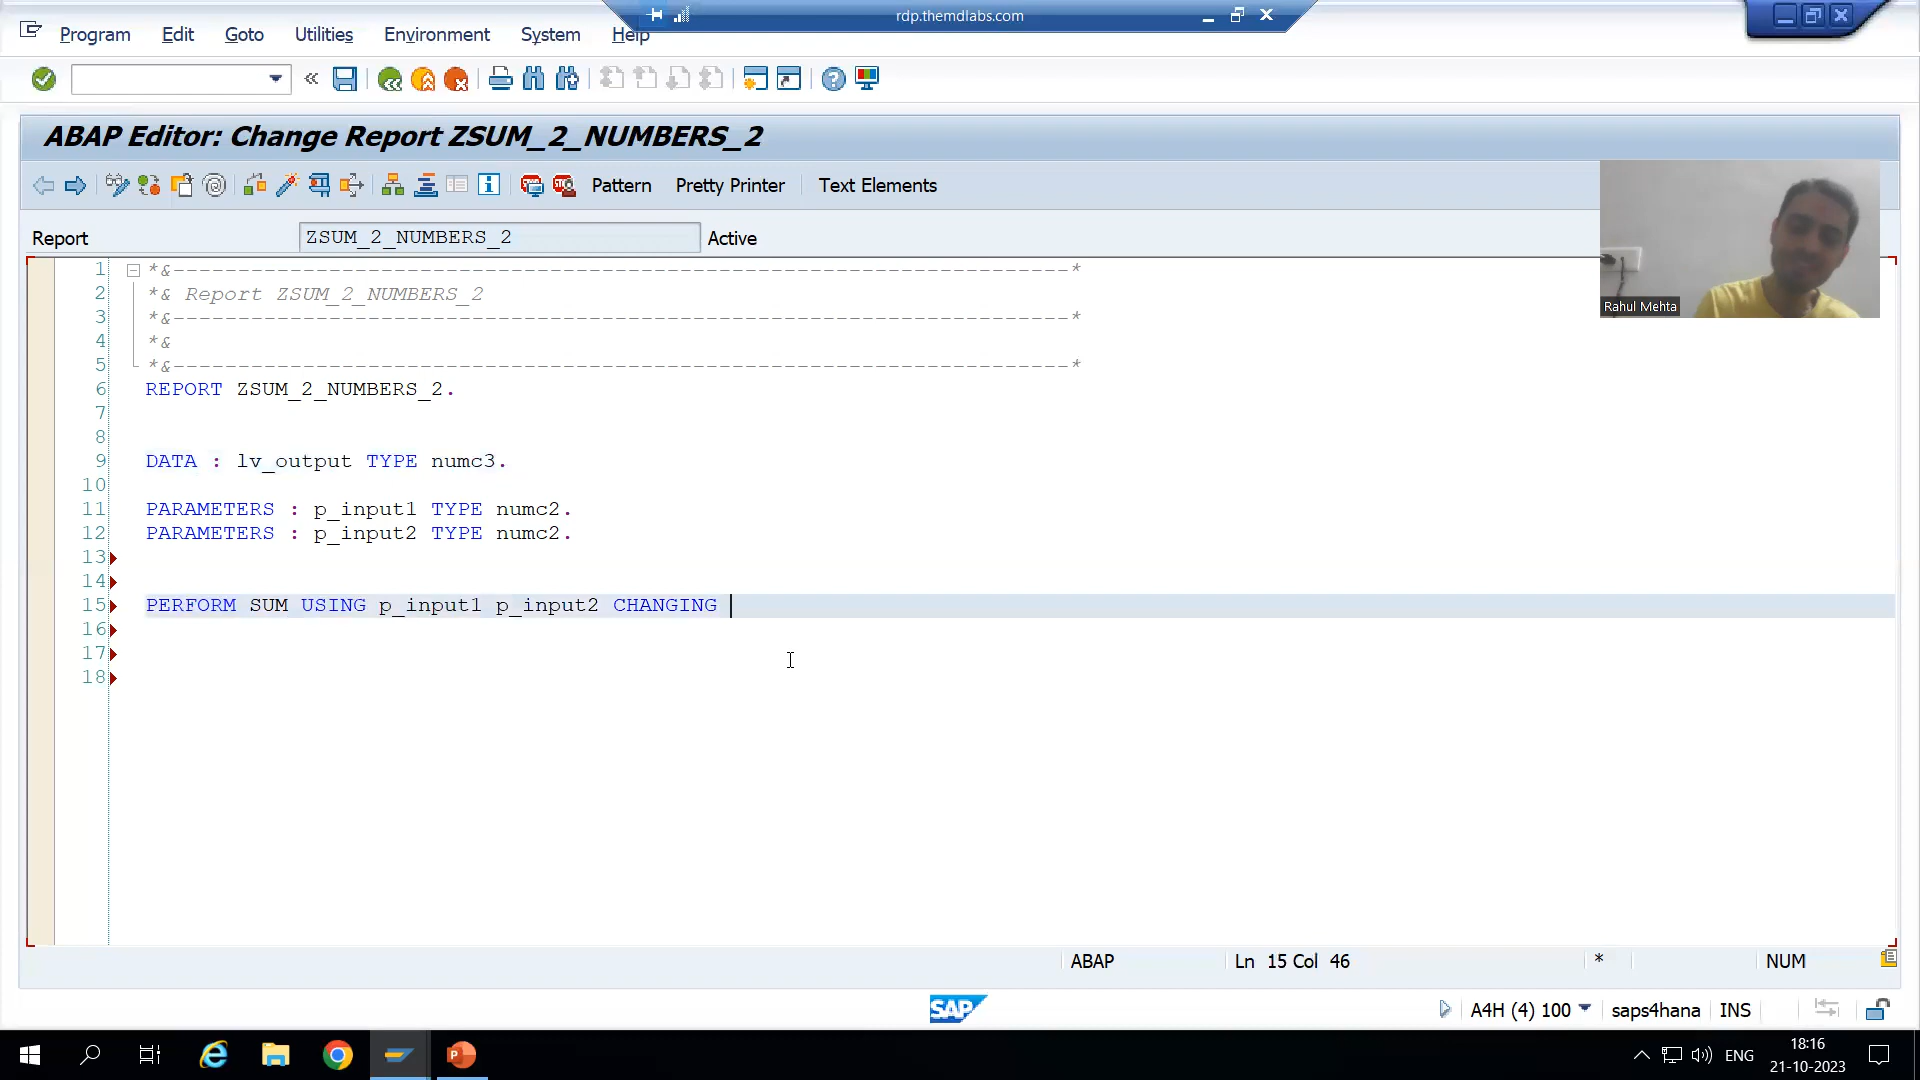 rdp.themdlabs.com
Program Edit Goto Utilities Environment System Help
ABAP Editor: Change Report ZSUM_2_NUMBERS_2
Pattern Pretty Printer Text Elements
Report ZSUM_2_NUMBERS_2 Active
Rahul Mehta
1 *&---------------------------------------------------------------------*
2 *& Report ZSUM_2_NUMBERS_2
3 *&---------------------------------------------------------------------*
4 *&
5 *&---------------------------------------------------------------------*
6 REPORT ZSUM_2_NUMBERS_2.
7
8
9 DATA : lv_output TYPE numc3.
10
11 PARAMETERS : p_input1 TYPE numc2.
12 PARAMETERS : p_input2 TYPE numc2.
13
14
15 PERFORM SUM USING p_input1 p_input2 CHANGING
16
17
18
ABAP Ln 15 Col 46 * NUM
SAP A4H (4) 100 saps4hana INS
ENG 18:16
21-10-2023